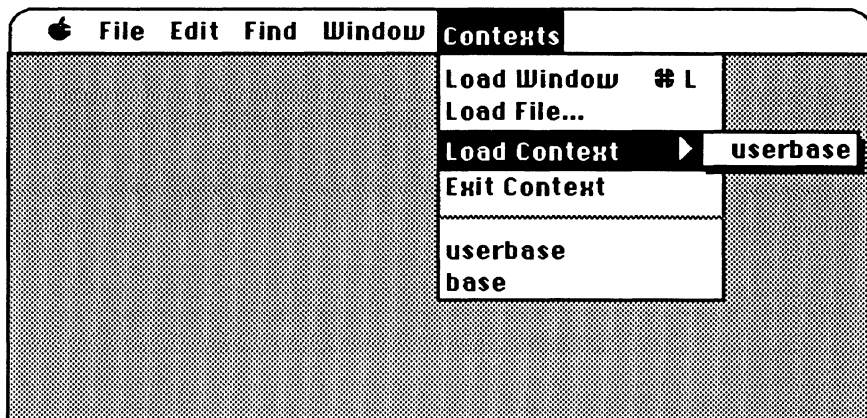 File Edit Find Window Contexts
Load Window ⌘ L
Load File...
Load Context ▶ userbase
Exit Context
userbase
base